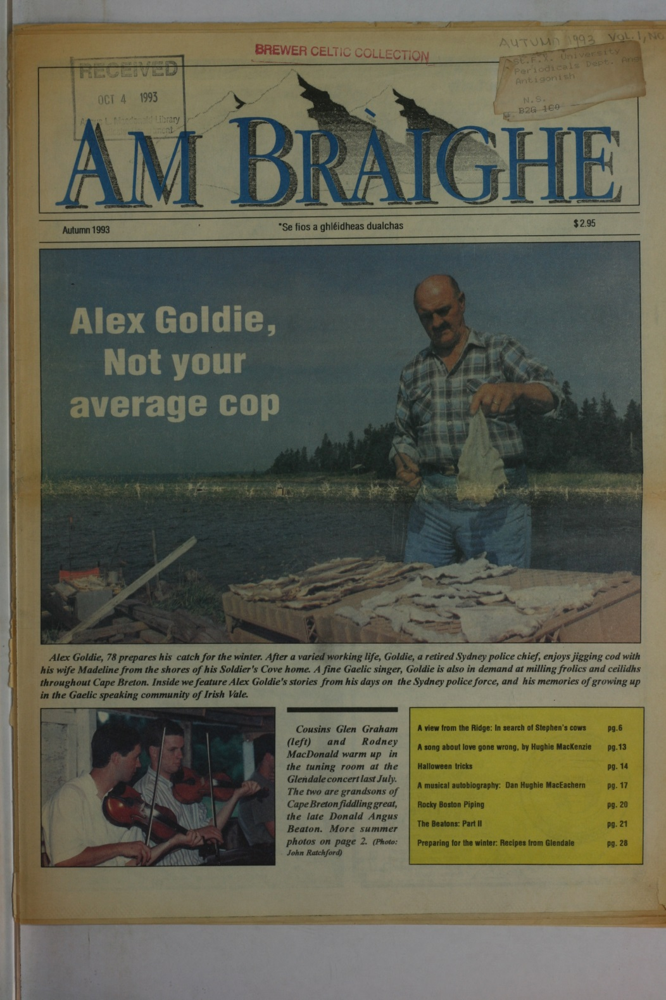 AUTUMN 1993 VOL. 1, NO
BREWER CELTIC COLLECTION
RECEIVED
OCT 4 1993
St.F.X. University
Periodicals Dept. Ang
Antigonish
N.S.
B2G 1C0
AM BRÀIGHE
Autumn 1993
"Se fios a ghléidheas dualchas
$2.95
Alex Goldie,
Not your
average cop
Alex Goldie, 78 prepares his catch for the winter. After a varied working life, Goldie, a retired Sydney police chief, enjoys jigging cod with
his wife Madeline from the shores of his Soldier's Cove home. A fine Gaelic singer, Goldie is also in demand at milling frolics and ceilidhs
throughout Cape Breton. Inside we feature Alex Goldie's stories from his days on the Sydney police force, and his memories of growing up
in the Gaelic speaking community of Irish Vale.
Cousins Glen Graham
(left) and Rodney
MacDonald warm up in
the tuning room at the
Glendale concert last July.
The two are grandsons of
Cape Breton fiddling great,
the late Donald Angus
Beaton. More summer
photos on page 2. (Photo:
John Ratchford)
A view from the Ridge: In search of Stephen's cows pg.6
A song about love gone wrong, by Hughie MacKenzie pg.13
Halloween tricks pg. 14
A musical autobiography: Dan Hughie MacEachern pg. 17
Rocky Boston Piping pg. 20
The Beatons: Part II pg. 21
Preparing for the winter: Recipes from Glendale pg. 28